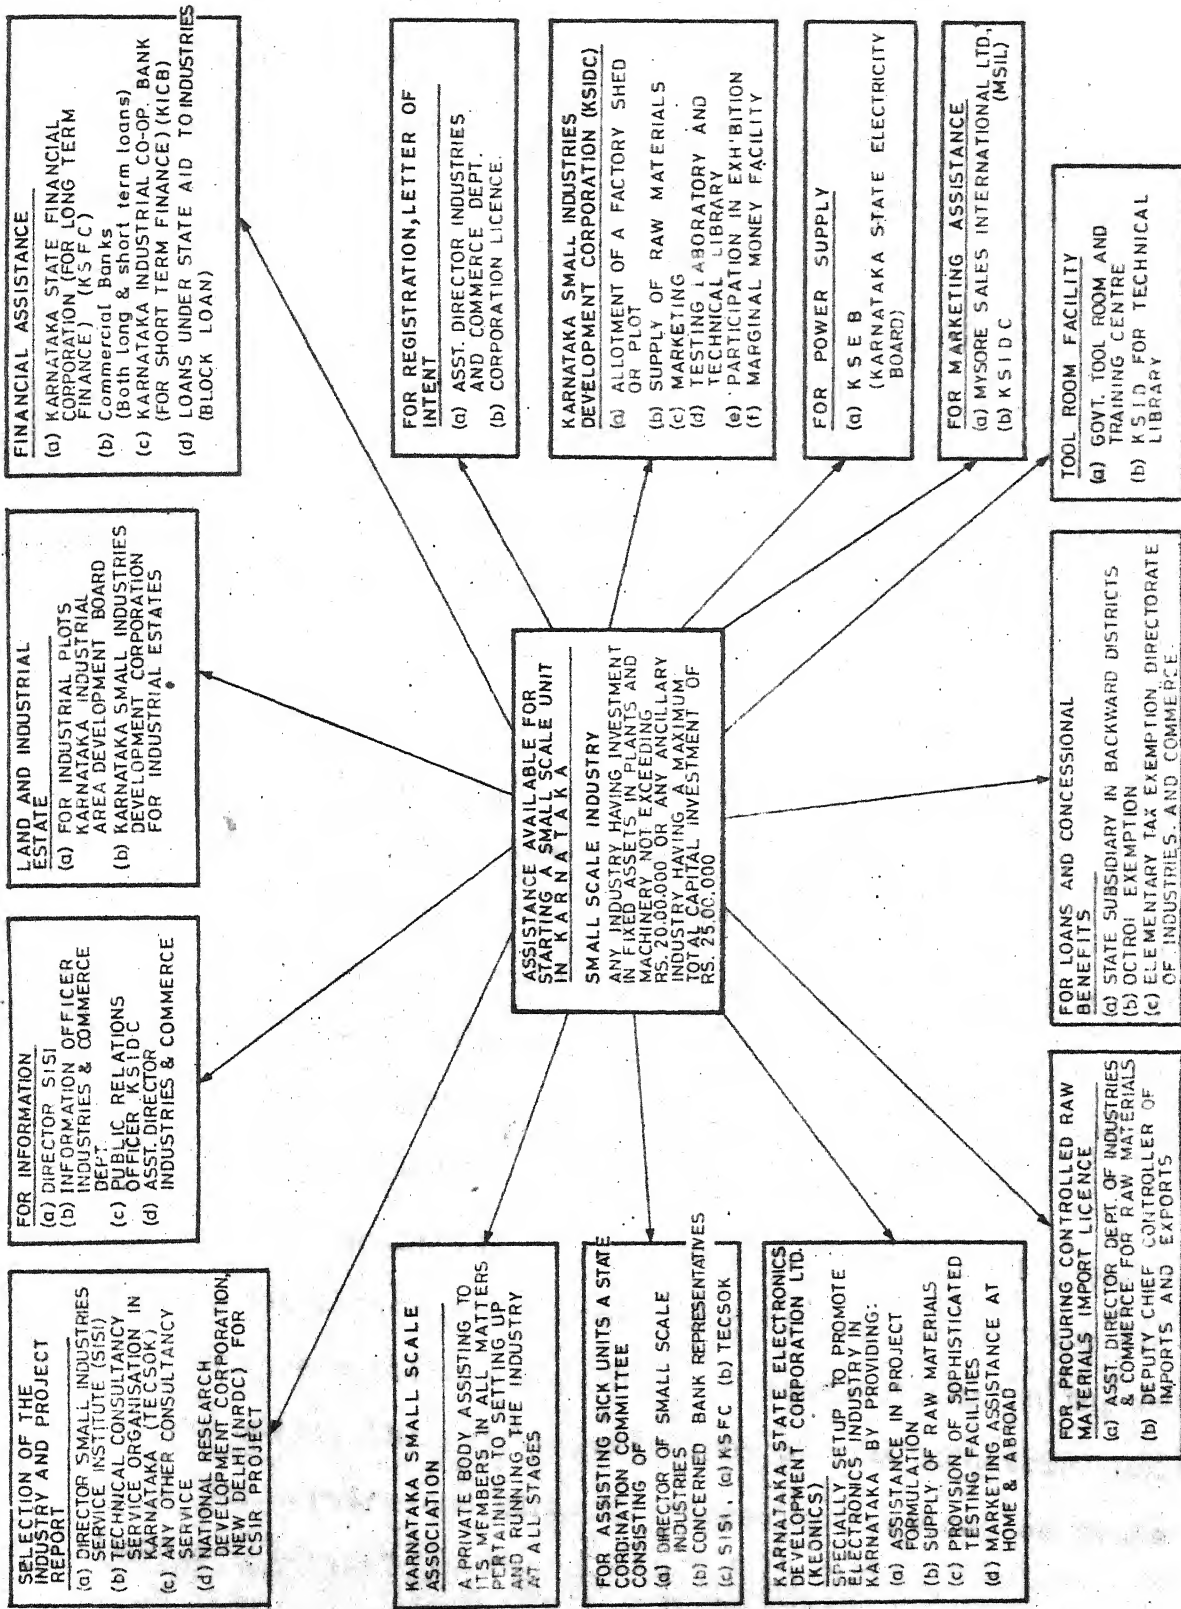 SELECTION OF THE
INDUSTRY AND PROJECT
REPORT
(a) DIRECTOR SMALL INDUSTRIES
SERVICE INSTITUTE (SISI)
(b) TECHNICAL CONSULTANCY
SERVICE ORGANISATION IN
KARNATAKA (TECSOK)
(c) ANY OTHER CONSULTANCY
SERVICE
(d) NATIONAL RESEARCH
DEVELOPMENT CORPORATION,
NEW DELHI (NRDC) FOR
CSIR PROJECT
FOR INFORMATION
(a) DIRECTOR SISI
(b) INFORMATION OFFICER
INDUSTRIES & COMMERCE
DEPT.
(c) PUBLIC RELATIONS
OFFICER KSIDC
(d) ASST. DIRECTOR
INDUSTRIES & COMMERCE
LAND AND INDUSTRIAL
ESTATE
(a) FOR INDUSTRIAL PLOTS
KARNATAKA INDUSTRIAL
AREA DEVELOPMENT BOARD
(b) KARNATAKA SMALL INDUSTRIES
DEVELOPMENT CORPORATION
FOR INDUSTRIAL ESTATES
FINANCIAL ASSISTANCE
(a) KARNATAKA STATE FINANCIAL
CORPORATION (FOR LONG TERM
FINANCE) (KSFC)
(b) Commercial Banks
(Both long & short term loans)
(c) KARNATAKA INDUSTRIAL CO-OP. BANK
(FOR SHORT TERM FINANCE) (KICB)
(d) LOANS UNDER STATE AID TO INDUSTRIES
(BLOCK LOAN)
KARNATAKA SMALL SCALE
ASSOCIATION
A PRIVATE BODY ASSISTING TO
ITS MEMBERS IN ALL MATTERS
PERTAINING TO SETTING UP
AND RUNNING THE INDUSTRY
AT ALL STAGES
FOR ASSISTING SICK UNITS A STATE
CORDINATION COMMITTEE
CONSISTING OF
(a) DIRECTOR OF SMALL SCALE
INDUSTRIES
(b) CONCERNED BANK REPRESENTATIVES
(c) SISI, (a) KSFC (b) TECSOK
KARNATAKA STATE ELECTRONICS
DEVELOPMENT CORPORATION LTD.
(KEONICS)
SPECIALLY SETUP TO PROMOTE
ELECTRONICS INDUSTRY IN
KARNATAKA BY PROVIDING:
(a) ASSISTANCE IN PROJECT
FORMULATION
(b) SUPPLY OF RAW MATERIALS
(c) PROVISION OF SOPHISTICATED
TESTING FACILITIES
(d) MARKETING ASSISTANCE AT
HOME & ABROAD
ASSISTANCE AVAILABLE FOR
STARTING A SMALL SCALE UNIT
IN KARNATAKA
SMALL SCALE INDUSTRY
ANY INDUSTRY HAVING INVESTMENT
IN FIXED ASSETS IN PLANTS AND
MACHINERY NOT EXCEEDING
RS. 20.00.000 OR ANY ANCILLARY
INDUSTRY HAVING A MAXIMUM
TOTAL CAPITAL INVESTMENT OF
RS. 25.00.000
FOR REGISTRATION, LETTER OF
INTENT
(a) ASST. DIRECTOR INDUSTRIES
AND COMMERCE DEPT.
(b) CORPORATION LICENCE.
KARNATAKA SMALL INDUSTRIES
DEVELOPMENT CORPORATION (KSIDC)
(a) ALLOTMENT OF A FACTORY SHED
OR PLOT
(b) SUPPLY OF RAW MATERIALS
(c) MARKETING
(d) TESTING LABORATORY AND
TECHNICAL LIBRARY
(e) PARTICIPATION IN EXHIBITION
(f) MARGINAL MONEY FACILITY
FOR POWER SUPPLY
(a) KSEB
(KARNATAKA STATE ELECTRICITY
BOARD)
FOR MARKETING ASSISTANCE
(a) MYSORE SALES INTERNATIONAL LTD.,
(MSIL)
(b) KSIDC
FOR PROCURING CONTROLLED RAW
MATERIALS IMPORT LICENCE
(a) ASST. DIRECTOR DEPT. OF INDUSTRIES
& COMMERCE FOR RAW MATERIALS
(b) DEPUTY CHIEF CONTROLLER OF
IMPORTS AND EXPORTS
FOR LOANS AND CONCESSIONAL
BENEFITS
(a) STATE SUBSIDIARY IN BACKWARD DISTRICTS
(b) OCTROI EXEMPTION
(c) ELEMENTARY TAX EXEMPTION DIRECTORATE
OF INDUSTRIES. AND COMMERCE.
TOOL ROOM FACILITY
(a) GOVT. TOOL ROOM AND
TRAINING CENTRE
(b) KSID FOR TECHNICAL
LIBRARY